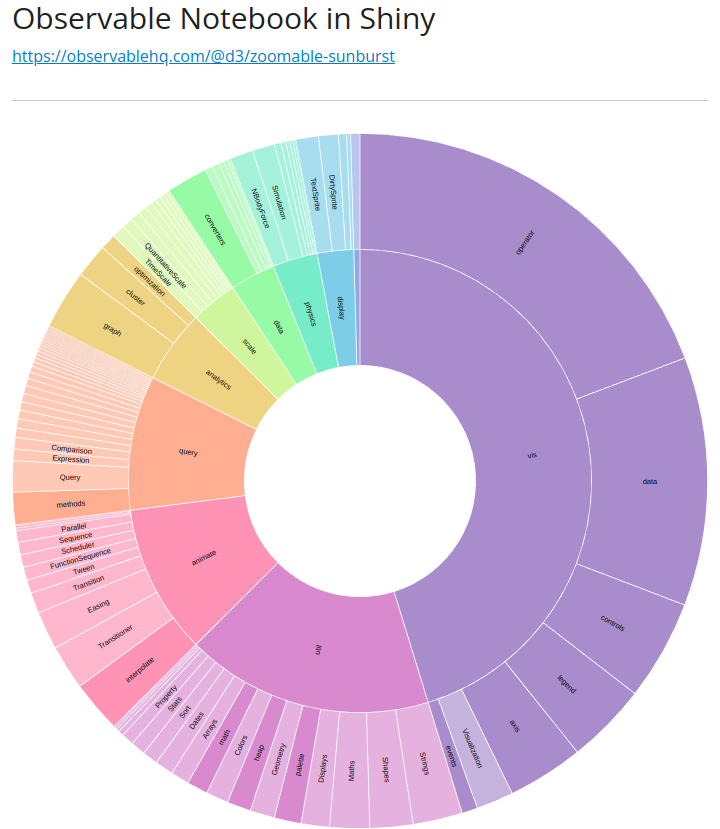 Observable Notebook in Shiny
https://observablehq.com/@d3/zoomable-sunburst
operator
data
controls
legend
axis
Visualization
events
Strings
Shapes
Maths
Displays
palette
Geometry
heap
Colors
math
Arrays
Dates
Sort
Stats
Property
interpolate
Transitioner
Easing
Transition
Tween
FunctionSequence
Scheduler
Sequence
Parallel
methods
Query
Expression
Comparison
graph
cluster
optimization
TimeScale
QuantitativeScale
converters
NBodyForce
Simulation
TextSprite
DirtySprite
vis
util
animate
query
analytics
scale
data
physics
display